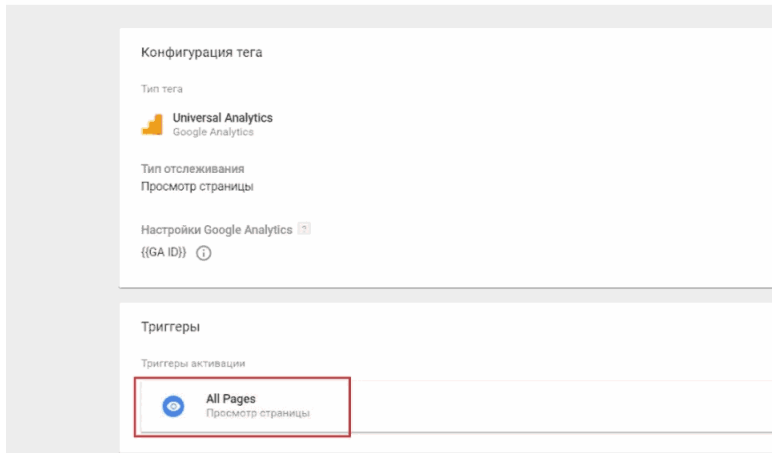 Конфигурация тега
Тип тега
Universal Analytics
Google Analytics
Тип отслеживания
Просмотр страницы
Настройки Google Analytics ?
{{GA ID}}
Триггеры
Триггеры активации
All Pages
Просмотр страницы